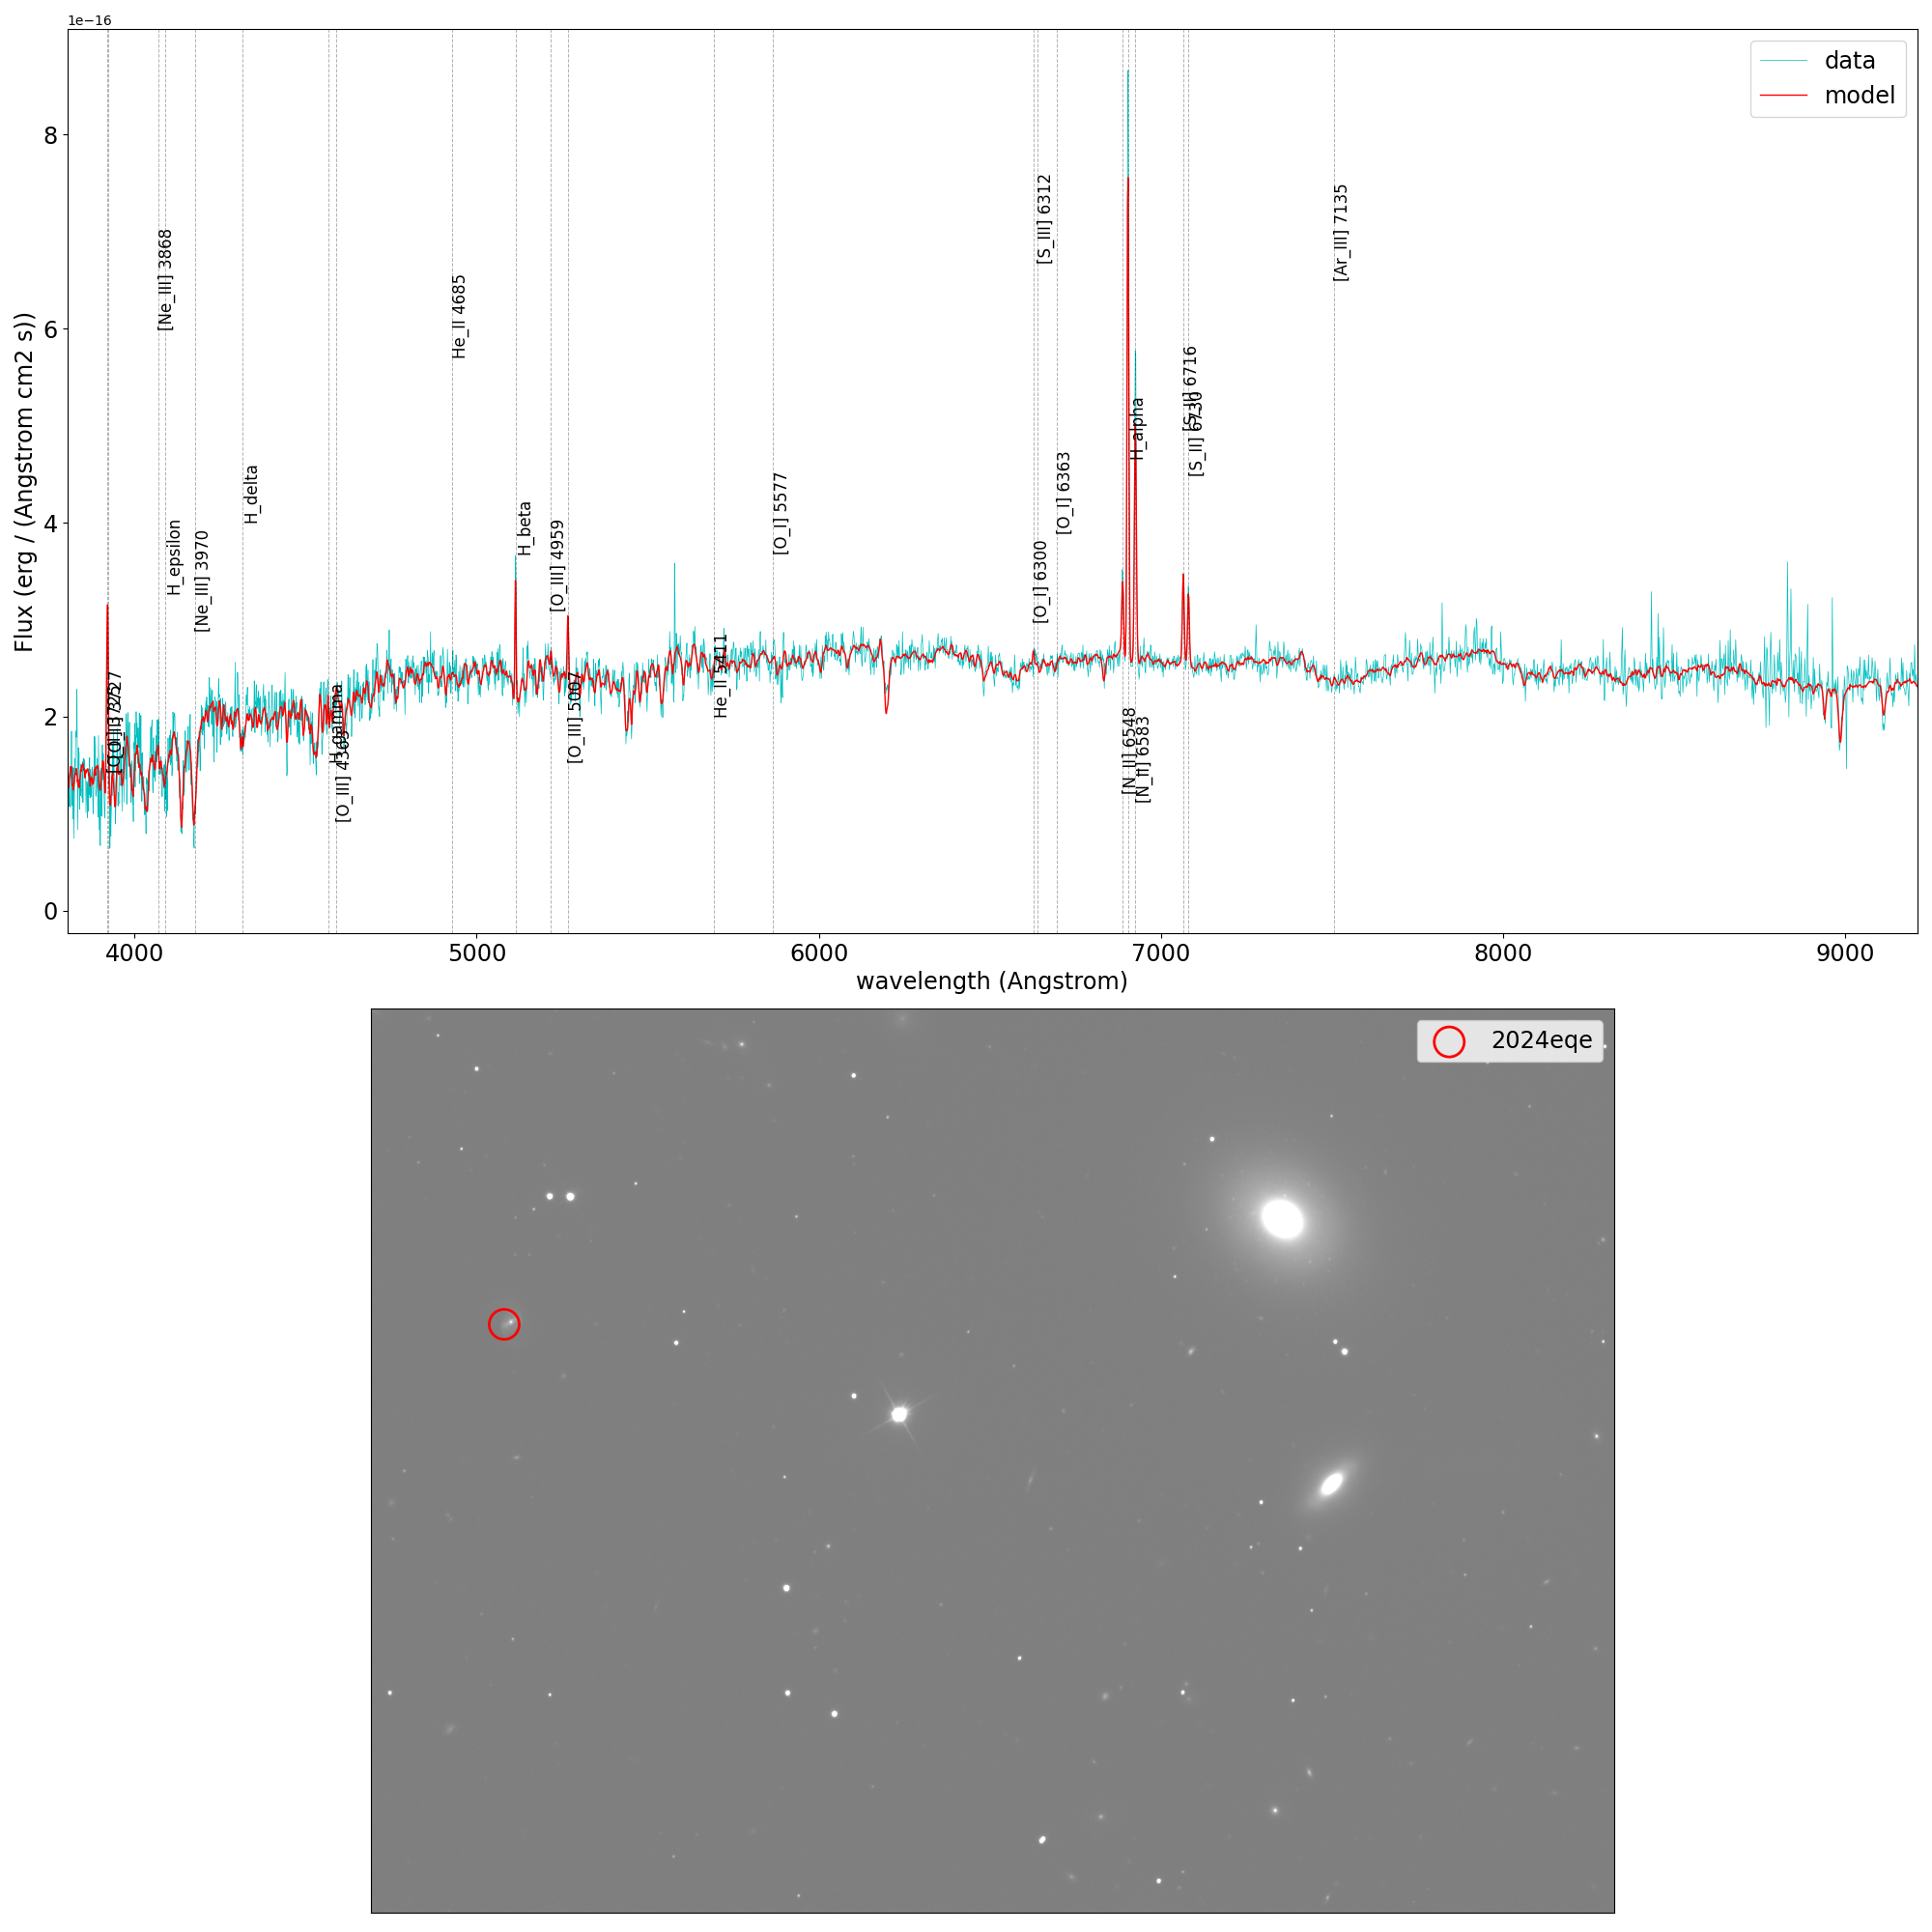 1e−16
data
model
Flux (erg / (Angstrom cm2 s))
8
6
4
2
0
[Ne_III] 3868
H_epsilon
[Ne_III] 3970
H_delta
He_II 4685
H_gamma
[O_III] 4363
H_beta
[O_III] 4959
[O_III] 5007
He_II 5411
[O_I] 5577
[S_III] 6312
[O_I] 6300
[O_I] 6363
[N_II] 6548
H_alpha
[N_II] 6583
[S_II] 6716
[S_II] 6730
[Ar_III] 7135
4000 5000 6000 7000 8000 9000
wavelength (Angstrom)
2024eqe